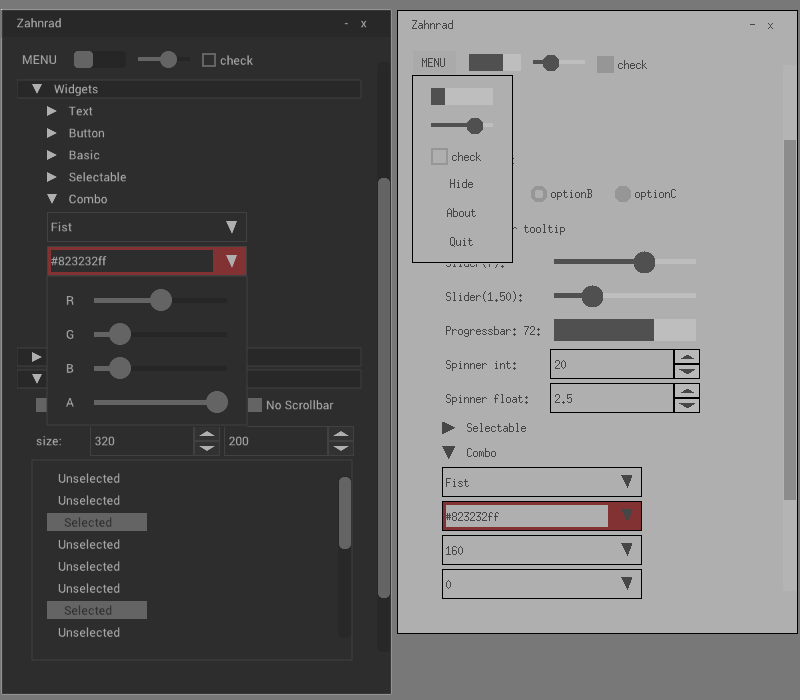 Zahnrad - x
MENU check
Widgets
Text
Button
Basic
Selectable
Combo
Fist
#823232ff
R
G
B
A
No Scrollbar
size: 320 200
Unselected
Unselected
Selected
Unselected
Unselected
Unselected
Selected
Unselected
Zahnrad - x
MENU check
check
Hide
About
Quit
optionB optionC
tooltip
Slider(1.50):
Progressbar: 72:
Spinner int: 20
Spinner float: 2.5
Selectable
Combo
Fist
#823232ff
160
0